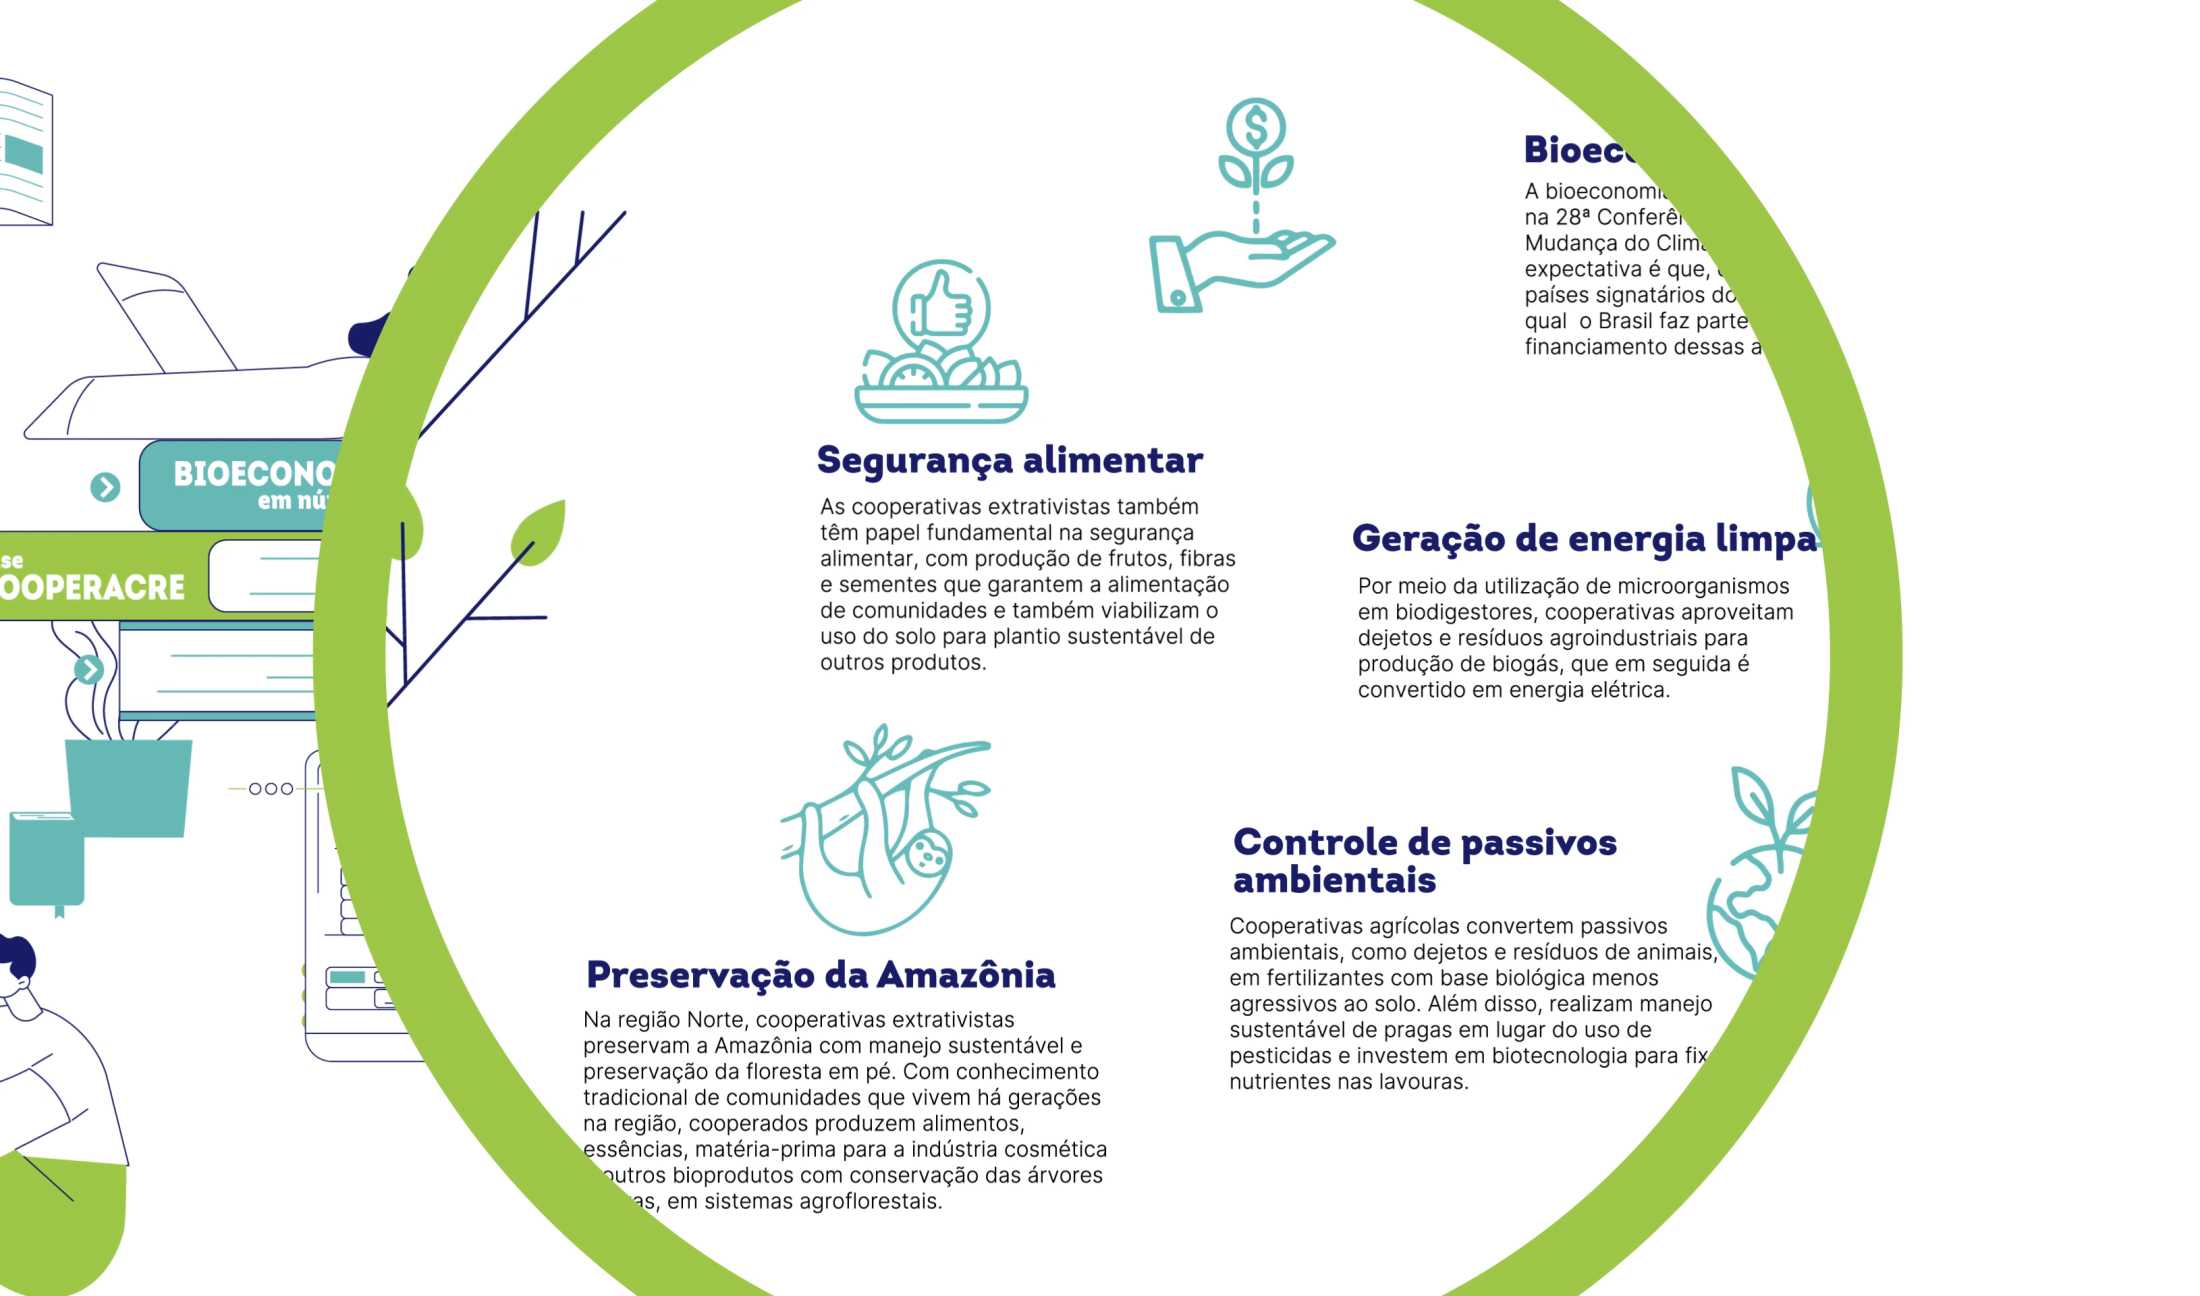 BIOECONO
em nú
se
OOPERACRE
Segurança alimentar
As cooperativas extrativistas também
têm papel fundamental na segurança
alimentar, com produção de frutos, fibras
e sementes que garantem a alimentação
de comunidades e também viabilizam o
uso do solo para plantio sustentável de
outros produtos.
Preservação da Amazônia
Na região Norte, cooperativas extrativistas
preservam a Amazônia com manejo sustentável e
preservação da floresta em pé. Com conhecimento
tradicional de comunidades que vivem há gerações
na região, cooperados produzem alimentos,
essências, matéria-prima para a indústria cosmética
outros bioprodutos com conservação das árvores
as, em sistemas agroflorestais.
Bioec
A bioeconomi
na 28ª Conferên
Mudança do Clima
expectativa é que,
países signatários do
qual o Brasil faz parte
financiamento dessas a
Geração de energia limpa
Por meio da utilização de microorganismos
em biodigestores, cooperativas aproveitam
dejetos e resíduos agroindustriais para
produção de biogás, que em seguida é
convertido em energia elétrica.
Controle de passivos
ambientais
Cooperativas agrícolas convertem passivos
ambientais, como dejetos e resíduos de animais,
em fertilizantes com base biológica menos
agressivos ao solo. Além disso, realizam manejo
sustentável de pragas em lugar do uso de
pesticidas e investem em biotecnologia para fix
nutrientes nas lavouras.